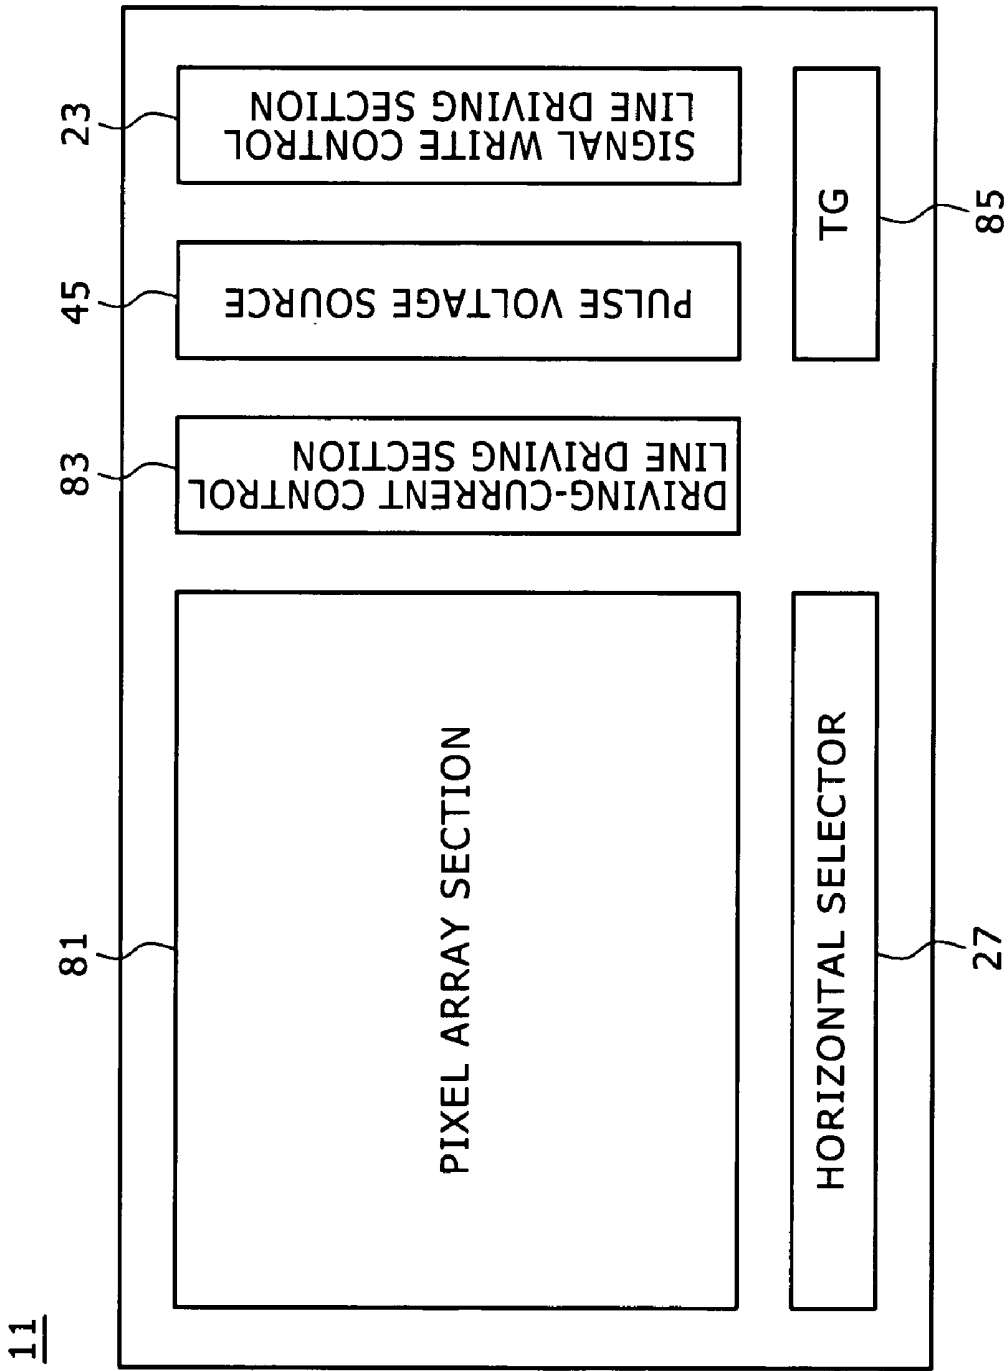 11
81
83
45
23
PIXEL ARRAY SECTION
DRIVING-CURRENT CONTROL
LINE DRIVING SECTION
PULSE VOLTAGE SOURCE
SIGNAL WRITE CONTROL
LINE DRIVING SECTION
HORIZONTAL SELECTOR
TG
27
85